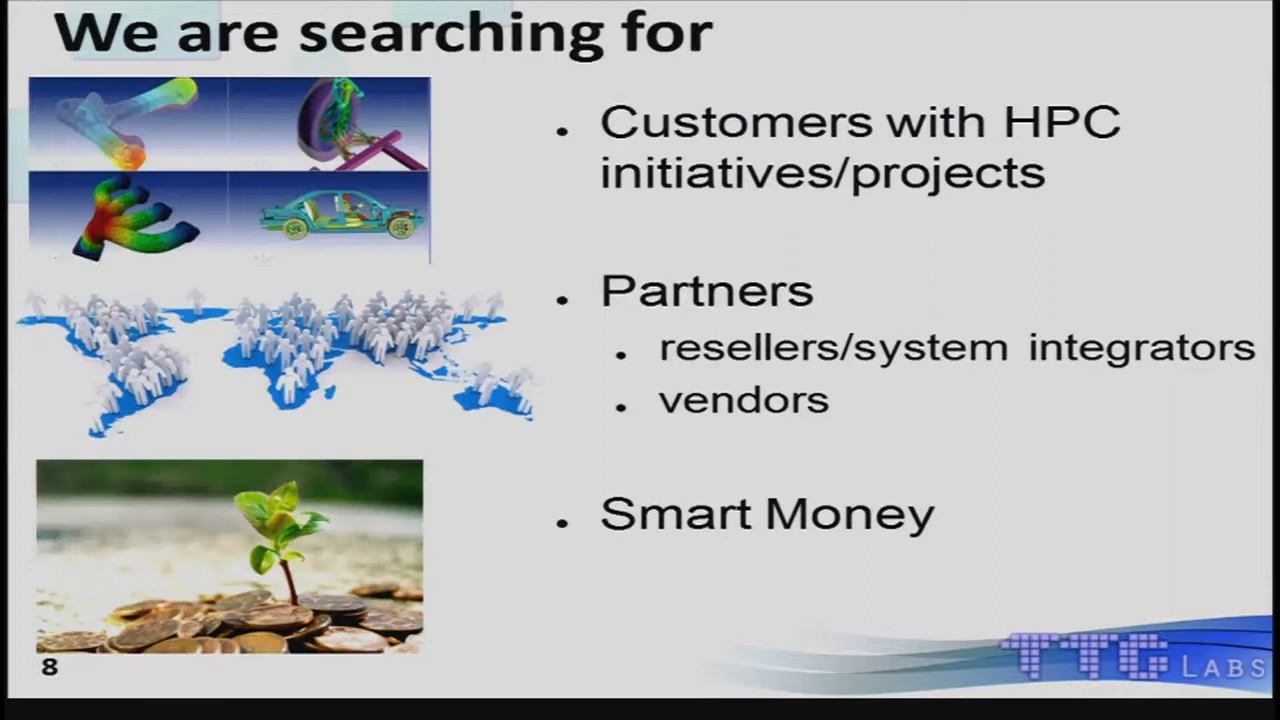 We are searching for
. Customers with HPC
initiatives/projects
. Partners
. resellers/system integrators
. vendors
. Smart Money
8
TTG LABS